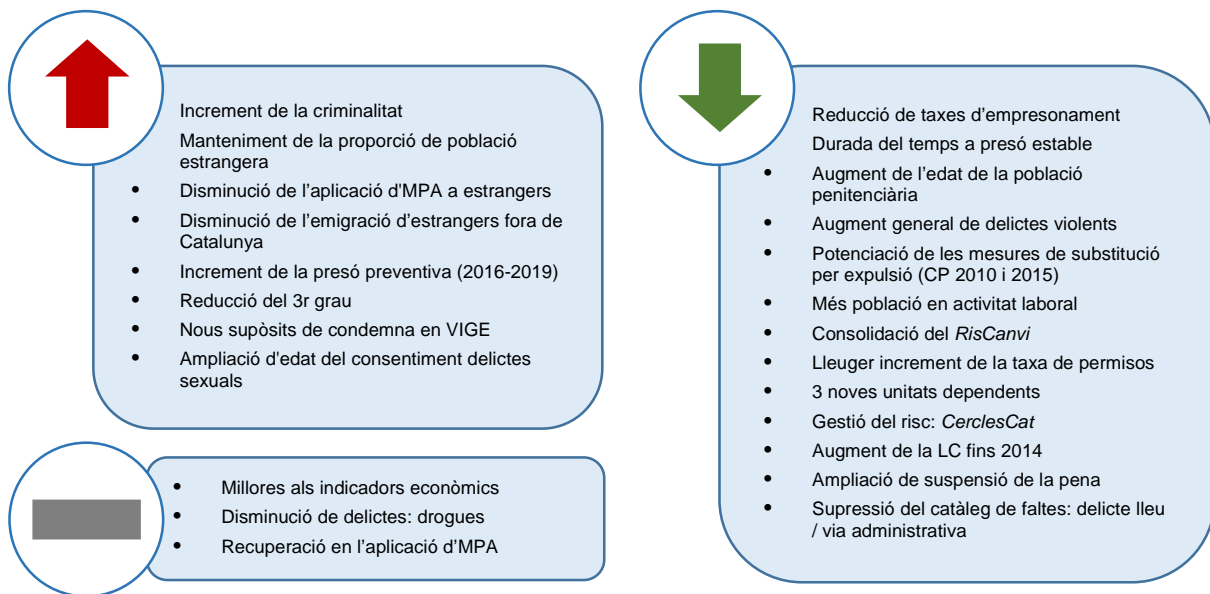 Increment de la criminalitat
Manteniment de la proporció de població
estrangera
• Disminució de l'aplicació d'MPA a estrangers
• Disminució de l'emigració d'estrangers fora de
Catalunya
• Increment de la presó preventiva (2016-2019)
• Reducció del 3r grau
• Nous supòsits de condemna en VIGE
• Ampliació d'edat del consentiment delictes
sexuals
• Millores als indicadors econòmics
• Disminució de delictes: drogues
• Recuperació en l'aplicació d'MPA
Reducció de taxes d'empresonament
Durada del temps a presó estable
• Augment de l'edat de la població
penitenciària
• Augment general de delictes violents
• Potenciació de les mesures de substitució
per expulsió (CP 2010 i 2015)
• Més població en activitat laboral
• Consolidació del RisCanvi
• Lleuger increment de la taxa de permisos
• 3 noves unitats dependents
• Gestió del risc: CerclesCat
• Augment de la LC fins 2014
• Ampliació de suspensió de la pena
• Supressió del catàleg de faltes: delicte lleu
/ via administrativa